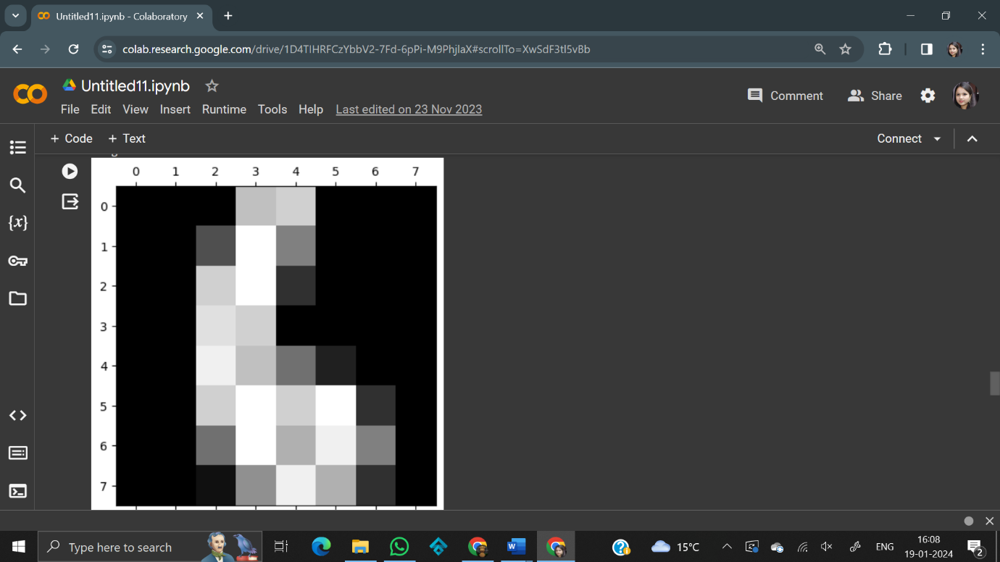 Untitled11.ipynb - Colaboratory
colab.research.google.com/drive/1D4TIHRFCzYbbV2-7Fd-6pPi-M9PhjlaX#scrollTo=XwSdF3tl5vBb
Untitled11.ipynb
Comment Share
File Edit View Insert Runtime Tools Help Last edited on 23 Nov 2023
+ Code + Text Connect
0 1 2 3 4 5 6 7
0
1
2
3
4
5
6
7
{x}
Type here to search
W
15°C
ENG
16:08
19-01-2024
2